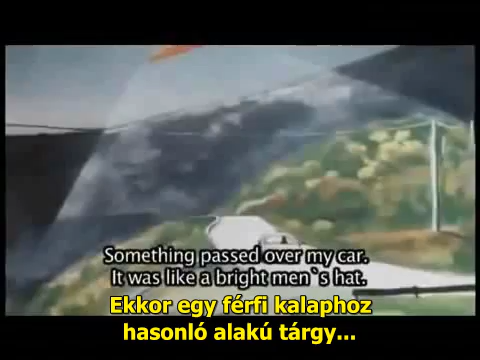 Something passed over my car.
It was like a bright men`s hat.
Ekkor egy férfi kalaphoz
hasonló alakú tárgy...